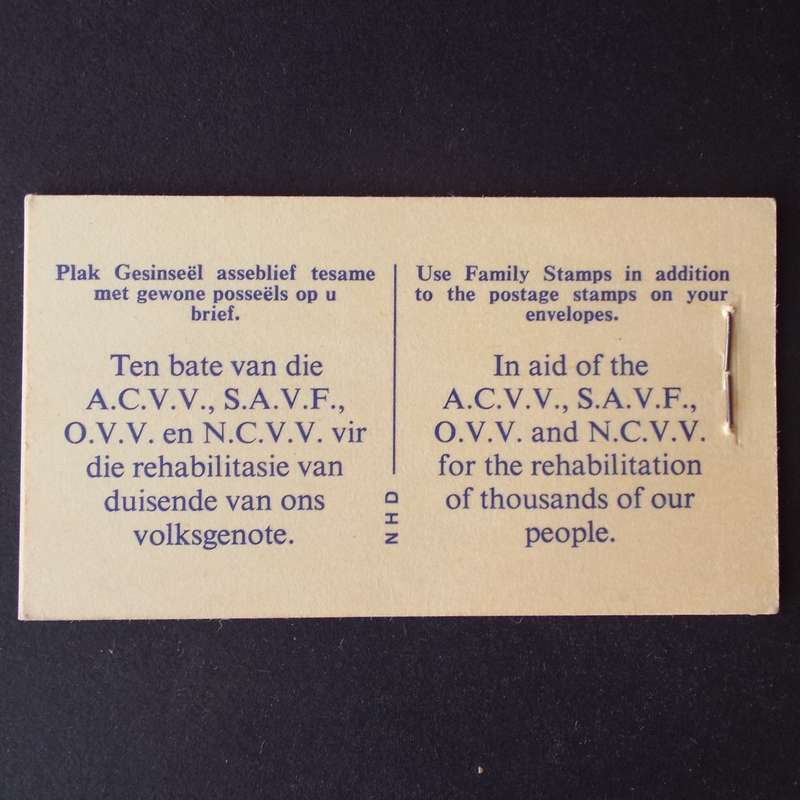 Plak Gesinseël asseblief tesame
met gewone posseëls op u
brief.
Ten bate van die
A.C.V.V., S.A.V.F.,
O.V.V. en N.C.V.V. vir
die rehabilitasie van
duisende van ons
volksgenote.
NHD
Use Family Stamps in addition
to the postage stamps on your
envelopes.
In aid of the
A.C.V.V., S.A.V.F.,
O.V.V. and N.C.V.V.
for the rehabilitation
of thousands of our
people.